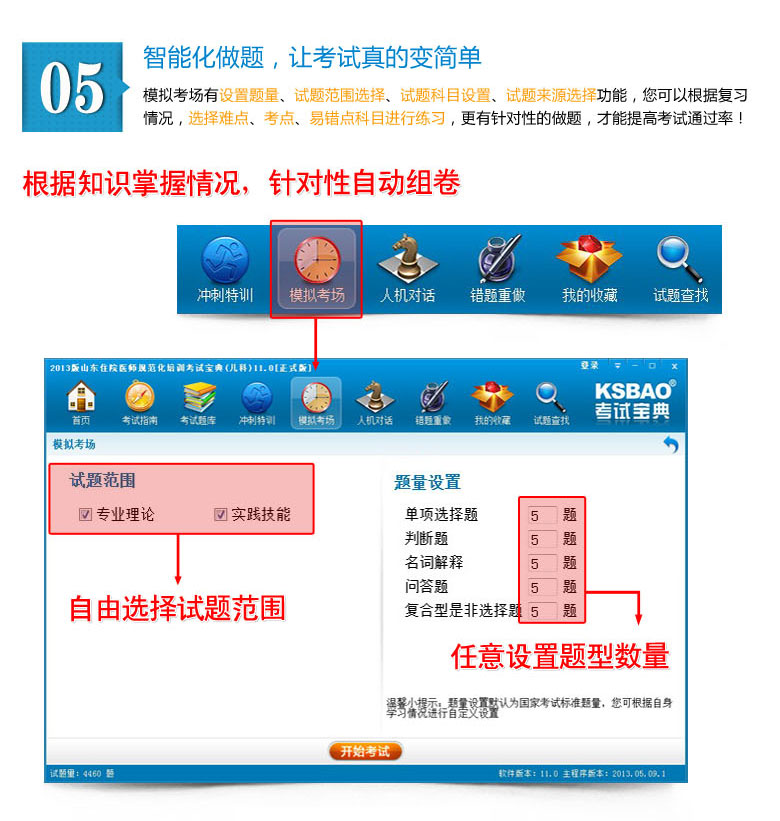 05
智能化做题，让考试真的变简单
模拟考场有设置题量、试题范围选择、试题科目设置、试题来源选择功能，您可以根据复习
情况，选择难点、考点、易错点科目进行练习，更有针对性的做题，才能提高考试通过率！
根据知识掌握情况，针对性自动组卷
冲刺特训 模拟考场 人机对话 错题重做 我的收藏 试题查找
2013版山东住院医师规范化培训考试宝典(儿科)11.0[正式版] 登录
首页 考试指南 考试题库 冲刺特训 模拟考场 人机对话 错题重做 我的收藏 试题查找
KSBAO®
考试宝典
模拟考场
试题范围
专业理论 实践技能
自由选择试题范围
题量设置
单项选择题 5 题
判断题 5 题
名词解释 5 题
问答题 5 题
复合型是非选择题 5 题
任意设置题型数量
温馨小提示：题量设置默认为国家考试标准题量，您可根据自身
学习情况进行自定义设置
开始考试
试题量：4460 题 软件版本：11.0 主程序版本：2013.05.09.1